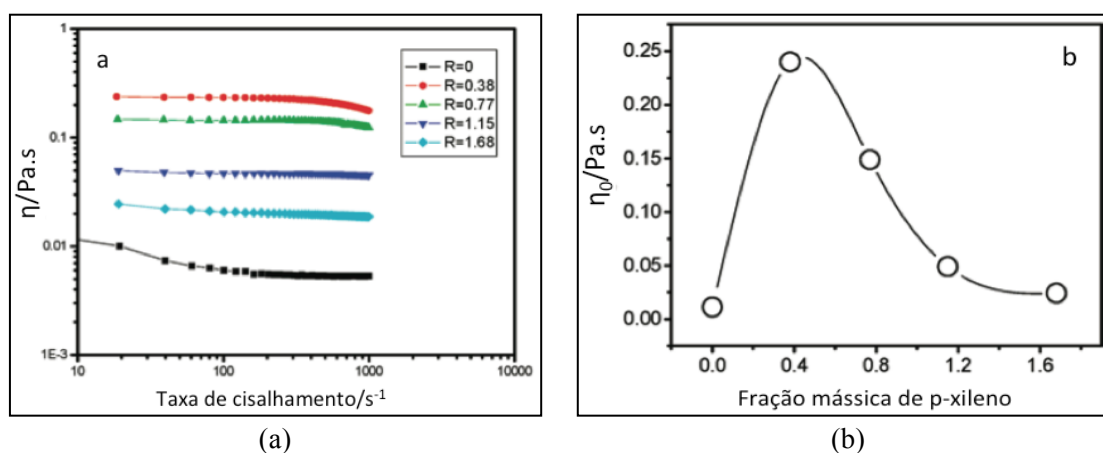 a
R=0
R=0.38
R=0.77
R=1.15
R=1.68
1
0.1
0.01
1E-3
η/Pa.s
10
100
1000
10000
Taxa de cisalhamento/s⁻¹
(a)
b
0.25
0.20
0.15
0.10
0.05
0.00
η₀/Pa.s
0.0
0.4
0.8
1.2
1.6
Fração mássica de p-xileno
(b)